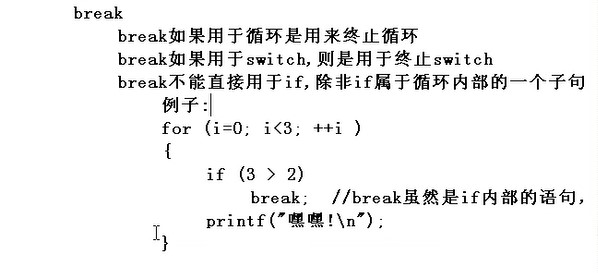 break
break如果用于循环是用来终止循环
break如果用于switch,则是用于终止switch
break不能直接用于if,除非if属于循环内部的一个子句
例子:
for (i=0; i<3; ++i )
{
if (3 > 2)
break; //break虽然是if内部的语句,
printf("嘿嘿!\n");
}